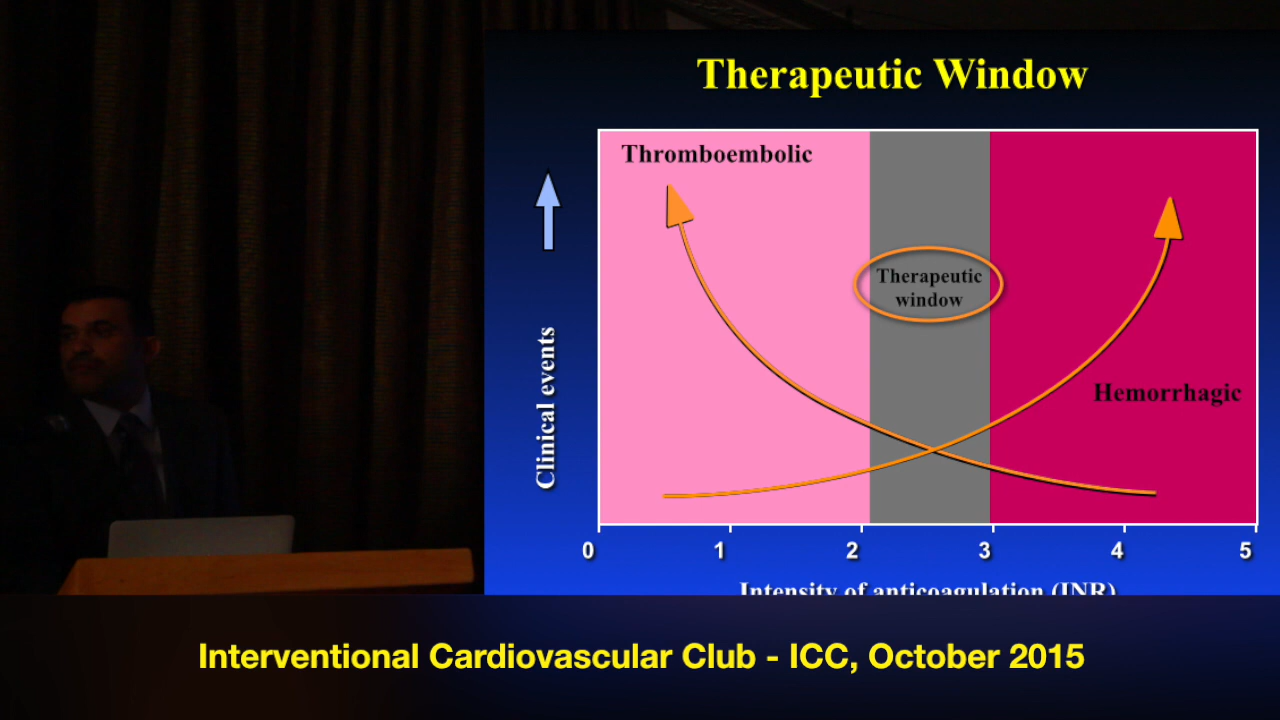 Therapeutic Window
Thromboembolic
Therapeutic
window
Clinical events
Hemorrhagic
0 1 2 3 4 5
Intensity of anticoagulation (INR)
Interventional Cardiovascular Club - ICC, October 2015